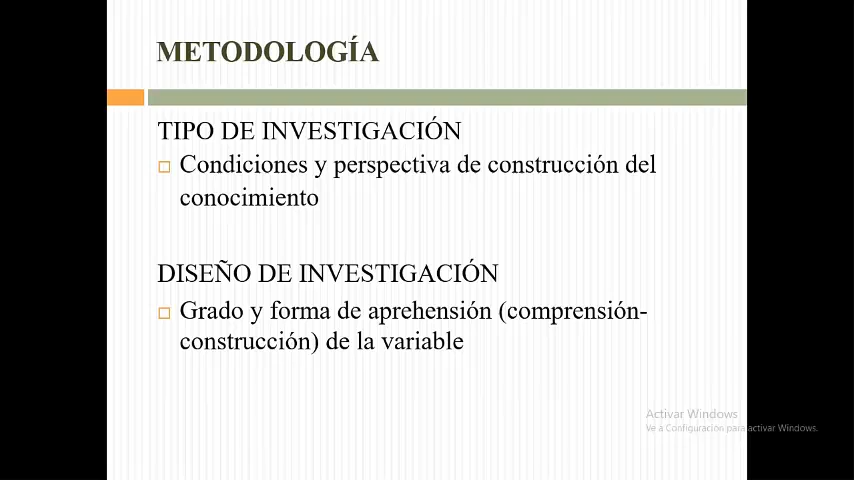 METODOLOGÍA
TIPO DE INVESTIGACIÓN
Condiciones y perspectiva de construcción del
conocimiento
DISEÑO DE INVESTIGACIÓN
Grado y forma de aprehensión (comprensión-
construcción) de la variable
Activar Windows
Ve a Configuración para activar Windows.